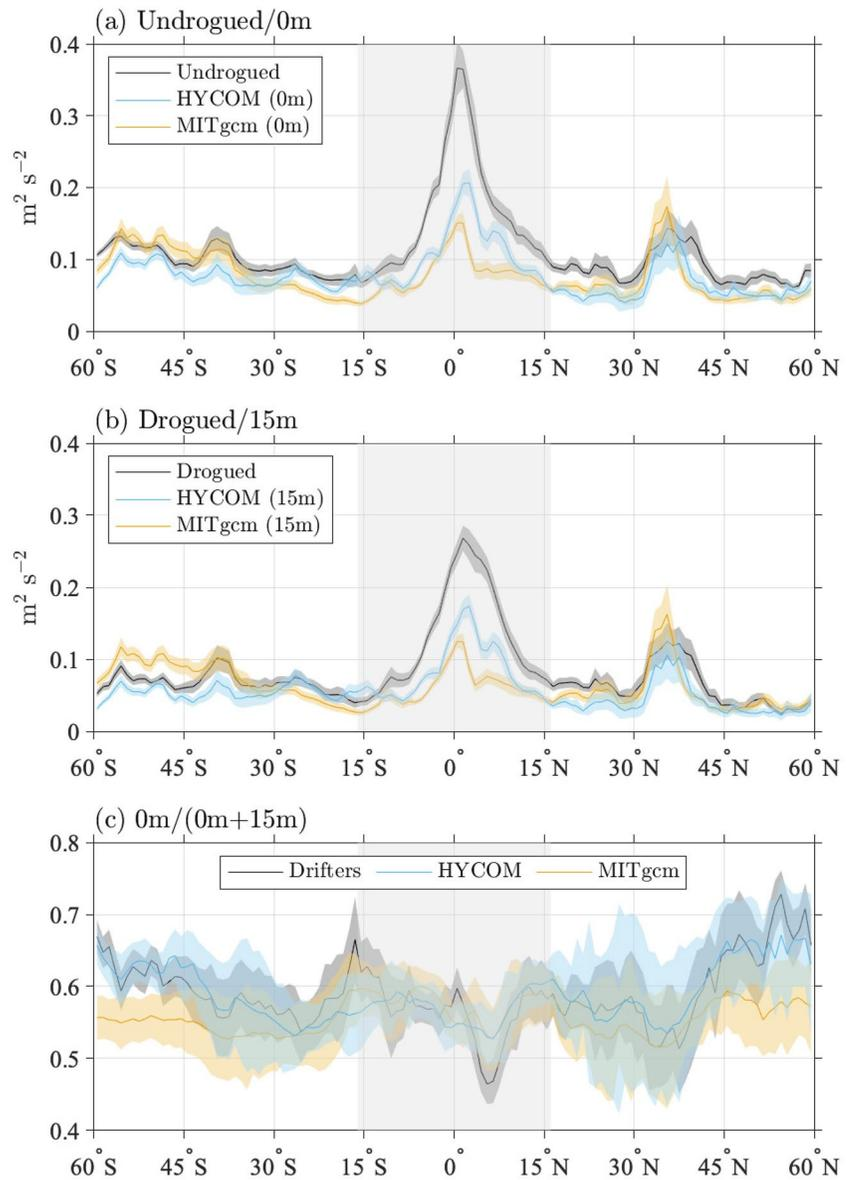 (a) Undrogued/0m
0.4
0.3
0.2
0.1
0
m² s⁻²
Undrogued
HYCOM (0m)
MITgcm (0m)
60°S 45°S 30°S 15°S 0° 15°N 30°N 45°N 60°N
(b) Drogued/15m
0.4
0.3
0.2
0.1
0
m² s⁻²
Drogued
HYCOM (15m)
MITgcm (15m)
60°S 45°S 30°S 15°S 0° 15°N 30°N 45°N 60°N
(c) 0m/(0m+15m)
0.8
0.7
0.6
0.5
0.4
Drifters HYCOM MITgcm
60°S 45°S 30°S 15°S 0° 15°N 30°N 45°N 60°N